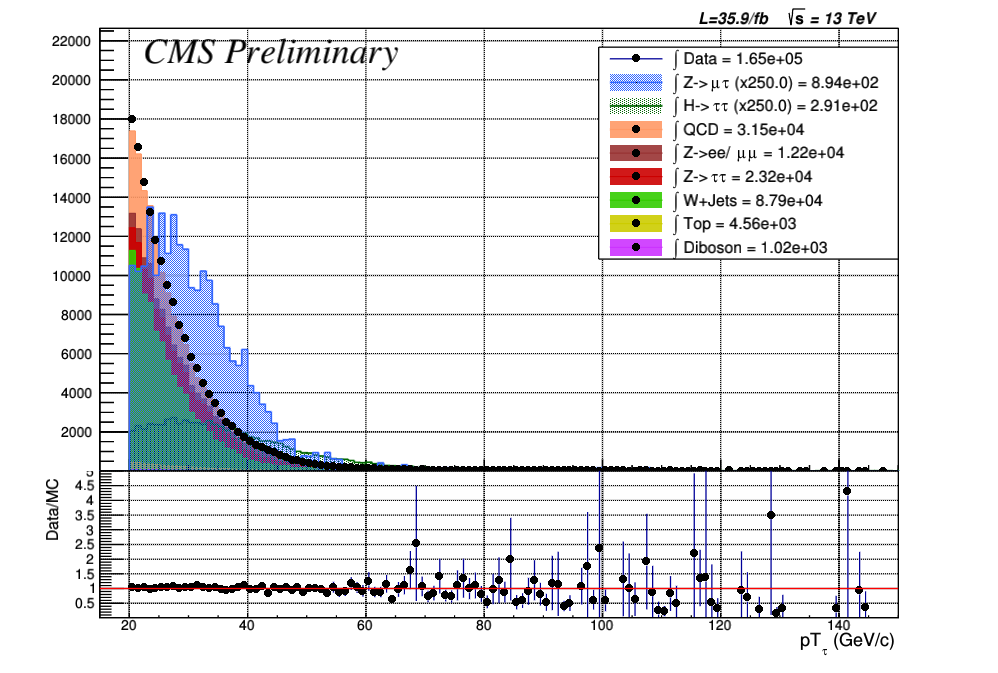 L=35.9/fb √s = 13 TeV
CMS Preliminary
∫ Data = 1.65e+05
∫ Z->μτ (x250.0) = 8.94e+02
∫ H->ττ (x250.0) = 2.91e+02
∫ QCD = 3.15e+04
∫ Z->ee/ μμ = 1.22e+04
∫ Z->ττ = 2.32e+04
∫ W+Jets = 8.79e+04
∫ Top = 4.56e+03
∫ Diboson = 1.02e+03
22000
20000
18000
16000
14000
12000
10000
8000
6000
4000
2000
Data/MC
5
4.5
4
3.5
3
2.5
2
1.5
1
0.5
20 40 60 80 100 120 140
pT_τ (GeV/c)